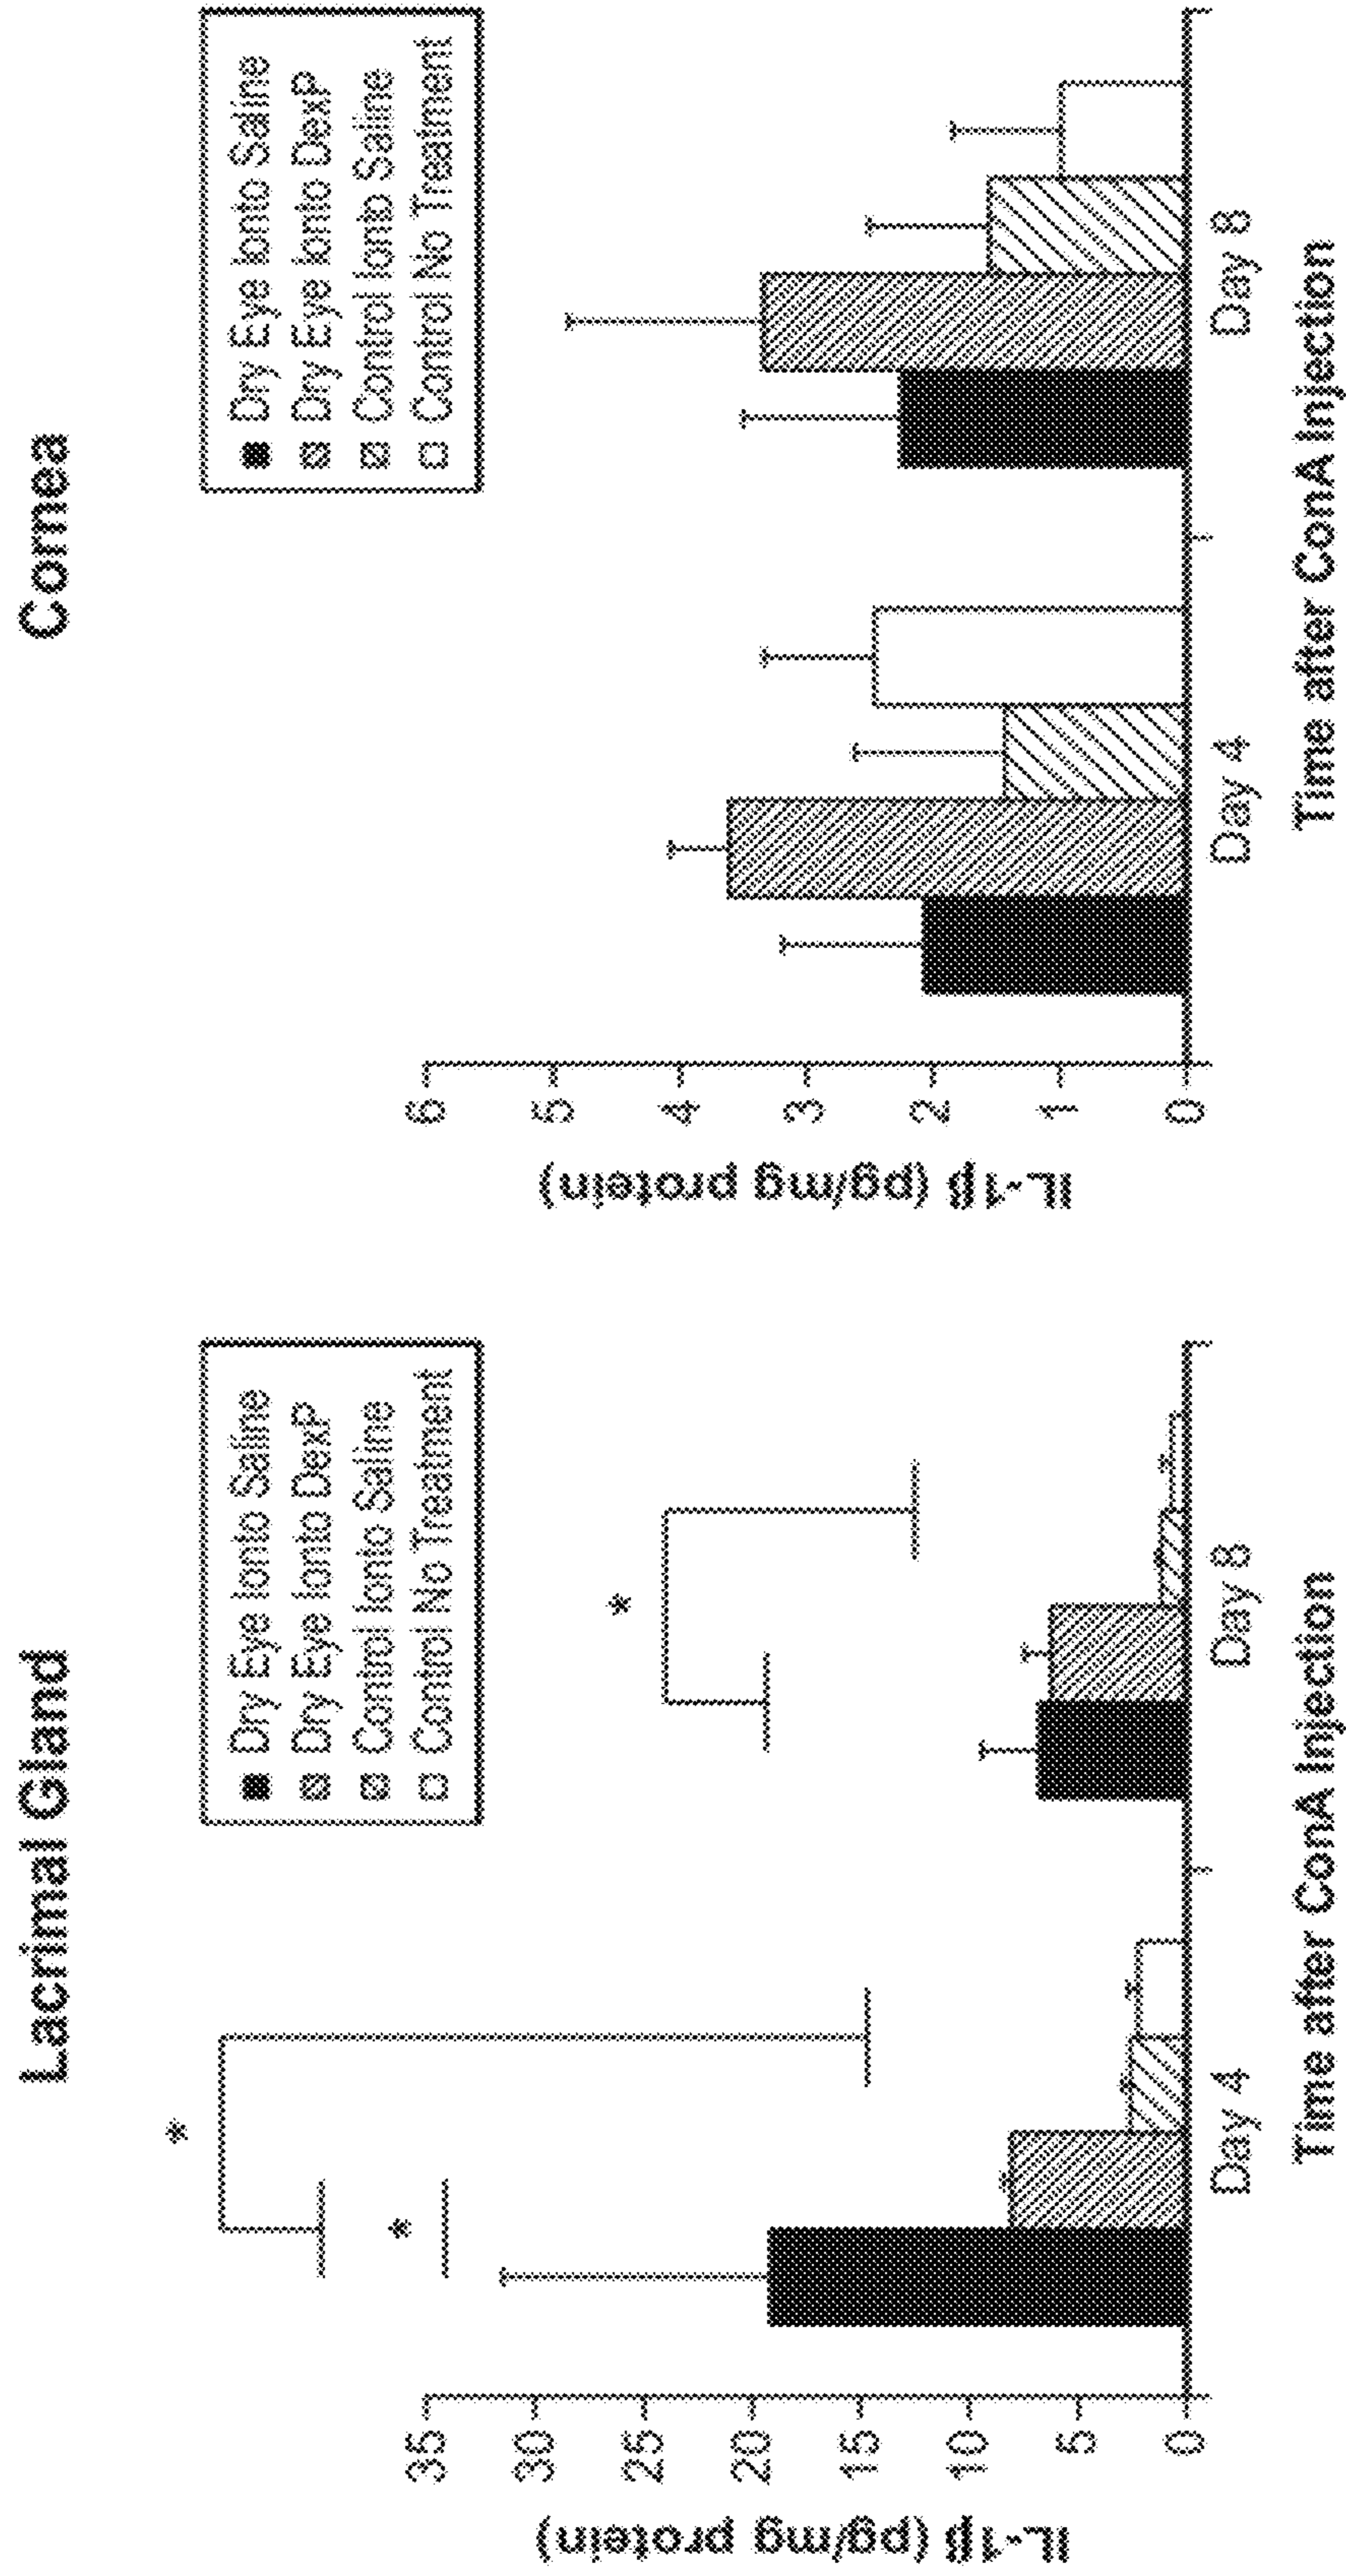 Lacrimal Gland
Dry Eye Ionto Saline
Dry Eye Ionto DexP
Control Ionto Saline
Control No Treatment
*
*
*
IL-1β (pg/mg protein)
35
30
25
20
15
10
5
0
Day 4
Day 8
Time after ConA Injection
Cornea
Dry Eye Ionto Saline
Dry Eye Ionto DexP
Control Ionto Saline
Control No Treatment
IL-1β (pg/mg protein)
6
5
4
3
2
1
0
Day 4
Day 8
Time after ConA Injection